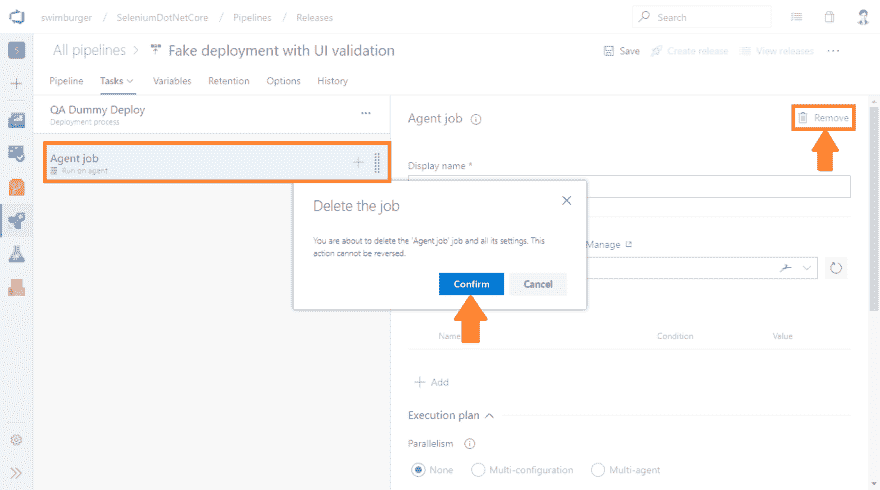 swimburger / SeleniumDotNetCore / Pipelines / Releases
Search
S
All pipelines > Fake deployment with UI validation
Save Create release View releases ...
Pipeline Tasks Variables Retention Options History
QA Dummy Deploy ...
Deployment process
Agent job
Run on agent
Agent job
Remove
Display name *
Delete the job
You are about to delete the 'Agent job' job and all its settings. This
action cannot be reversed.
Confirm Cancel
Manage
Name
Condition
Value
Add
Execution plan
Parallelism
None Multi-configuration Multi-agent